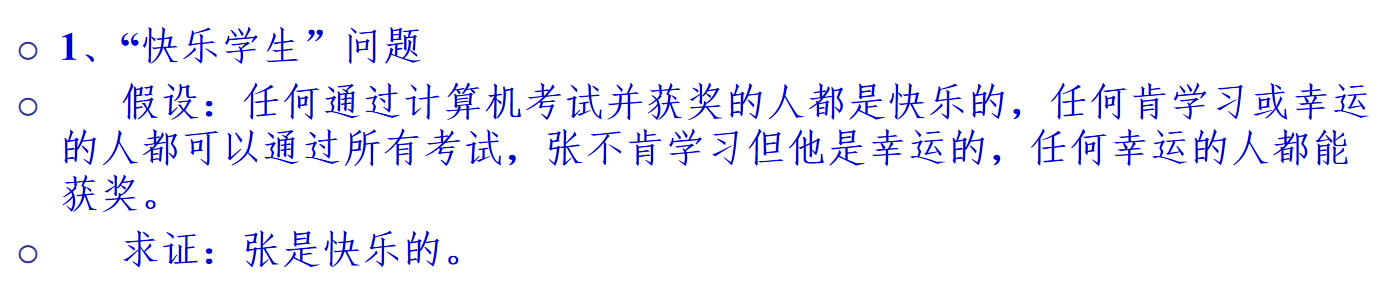 ○ 1、“快乐学生”问题
○ 假设：任何通过计算机考试并获奖的人都是快乐的，任何肯学习或幸运
的人都可以通过所有考试，张不肯学习但他是幸运的，任何幸运的人都能
获奖。
○ 求证：张是快乐的。